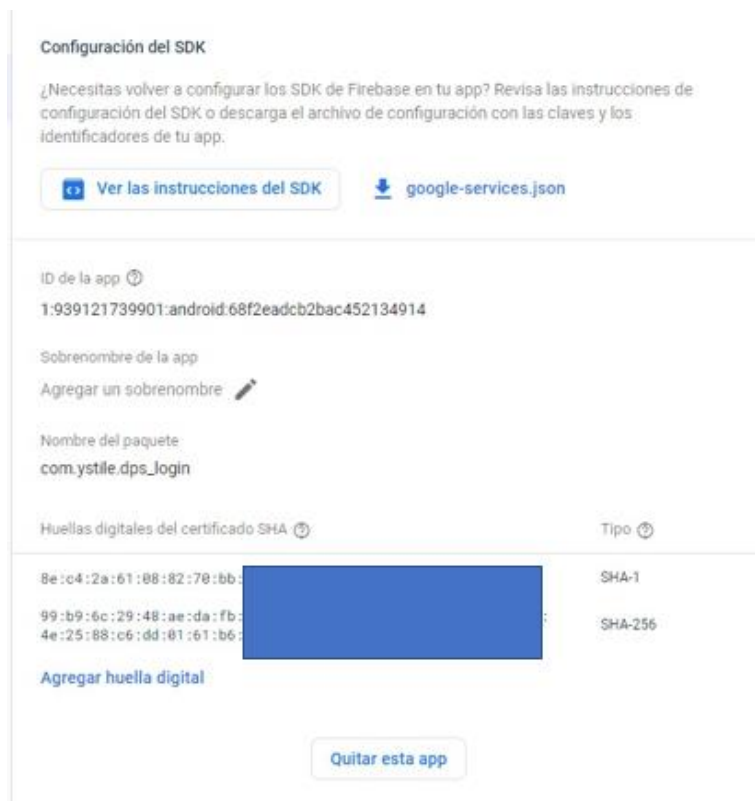 Configuración del SDK
¿Necesitas volver a configurar los SDK de Firebase en tu app? Revisa las instrucciones de
configuración del SDK o descarga el archivo de configuración con las claves y los
identificadores de tu app.
Ver las instrucciones del SDK google-services.json
ID de la app
1:939121739901:android:68f2eadcb2bac452134914
Sobrenombre de la app
Agregar un sobrenombre
Nombre del paquete
com.ystile.dps_login
Huellas digitales del certificado SHA Tipo
8e:c4:2a:61:08:82:70:bb: SHA-1
99:b9:6c:29:48:ae:da:fb: : SHA-256
4e:25:88:c6:dd:01:61:b6:
Agregar huella digital
Quitar esta app